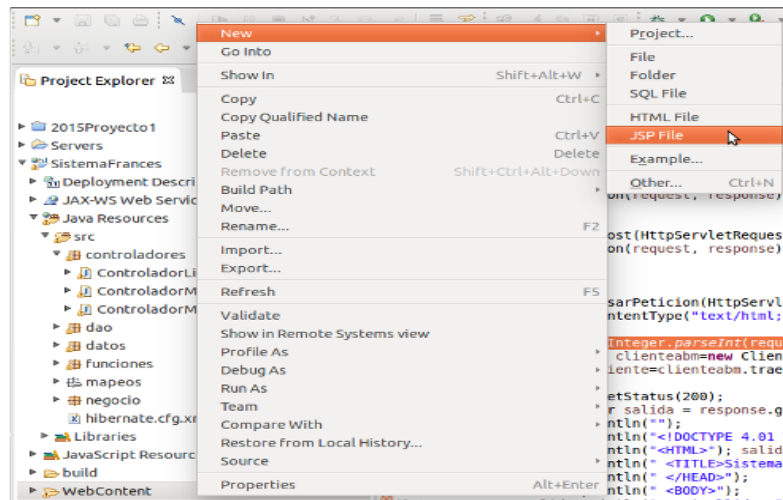 New
Go Into
Show In Shift+Alt+W
Copy Ctrl+C
Copy Qualified Name
Paste Ctrl+V
Delete Delete
Remove from Context Shift+Ctrl+Alt+Down
Build Path
Move...
Rename... F2
Import...
Export...
Refresh F5
Validate
Show in Remote Systems view
Profile As
Debug As
Run As
Team
Compare With
Restore from Local History...
Source
Properties Alt+Enter
Project...
File
Folder
SQL File
HTML File
JSP File
Example...
Other... Ctrl+N
Project Explorer
2015Proyecto1
Servers
SistemaFrances
Deployment Descri
JAX-WS Web Servic
Java Resources
src
controladores
ControladorLi
ControladorM
ControladorM
dao
datos
funciones
mapeos
negocio
hibernate.cfg.xr
Libraries
JavaScript Resourc
build
WebContent
on(request, response)
ost(HttpServletReques
on(request, response)
sarPeticion(HttpServl
ntentType("text/html;
Integer.parseInt(requ
clienteabm=new Clien
iente=clienteabm.trae
etStatus(200);
r salida = response.g
ntln("");
ntln("<!DOCTYPE 4.01
ntln("<HTML>"); salid
ntln(" <TITLE>Sistema
ntln(" </HEAD>");
ntln(" <BODY>");